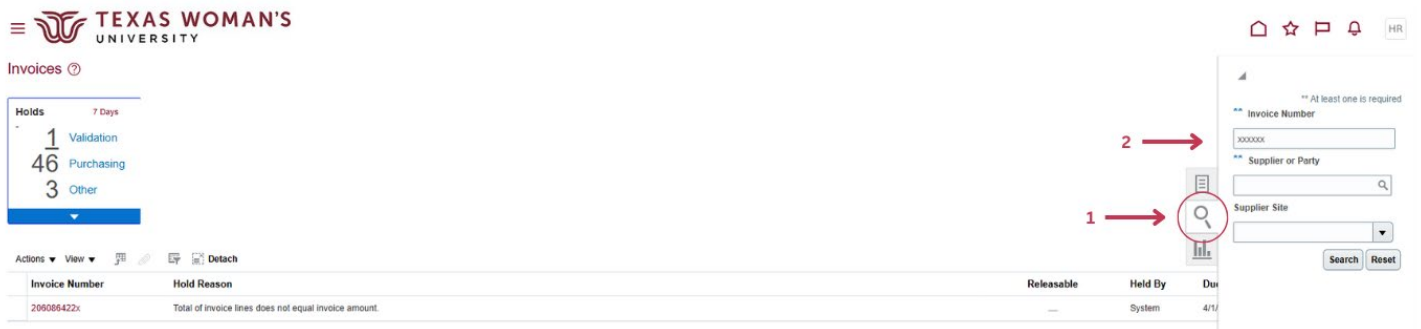 TEXAS WOMAN'S
UNIVERSITY
HR
Invoices
Holds 7 Days
1 Validation
46 Purchasing
3 Other
1
2
** At least one is required
** Invoice Number
xxxxxx
** Supplier or Party
Supplier Site
Search Reset
Actions View Detach
Invoice Number Hold Reason Releasable Held By Du
206086422x Total of invoice lines does not equal invoice amount. — System 4/1/